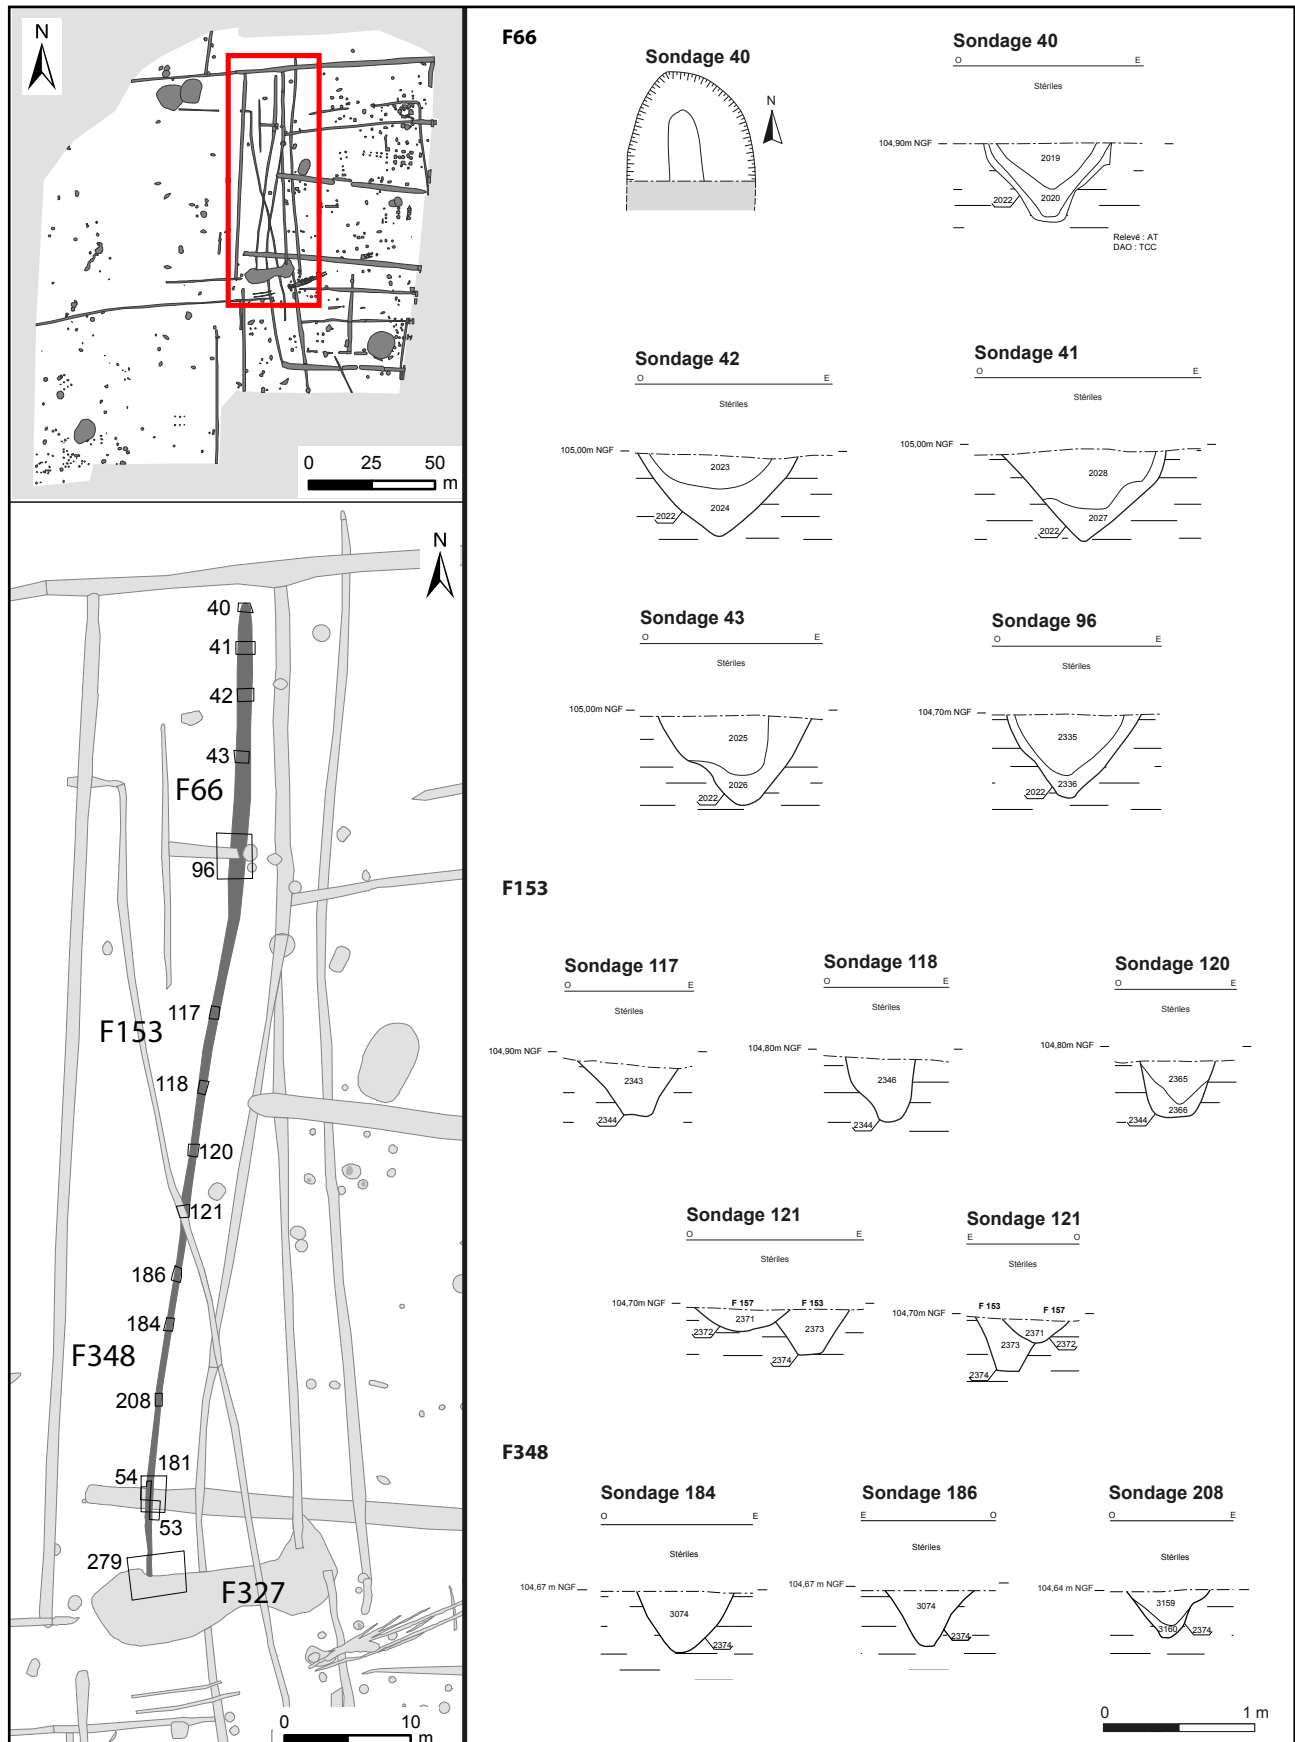 N
0 25 50
m
N
40
41
42
43
F66
96
117
F153
118
120
121
186
184
F348
208
54 181
53
279
F327
0 10
m
F66
Sondage 40
N
Sondage 40
O E
Stériles
104,90m NGF
2019
2020
2022
Relevé : AT
DAO : TCC
Sondage 42
O E
Stériles
105,00m NGF
2023
2024
2022
Sondage 41
O E
Stériles
105,00m NGF
2028
2027
2022
Sondage 43
O E
Stériles
105,00m NGF
2025
2026
2022
Sondage 96
O E
Stériles
104,70m NGF
2335
2336
2022
F153
Sondage 117
O E
Stériles
104,90m NGF
2343
2344
Sondage 118
O E
Stériles
104,80m NGF
2346
2344
Sondage 120
O E
Stériles
104,80m NGF
2365
2366
2344
Sondage 121
O E
Stériles
104,70m NGF
F 157 F 153
2371
2372
2373
2374
Sondage 121
E O
Stériles
104,70m NGF
F 153 F 157
2371
2373
2372
2374
F348
Sondage 184
O E
Stériles
104,67 m NGF
3074
2374
Sondage 186
E O
Stériles
104,67 m NGF
3074
2374
Sondage 208
O E
Stériles
104,64 m NGF
3159
3160
2374
0 1 m